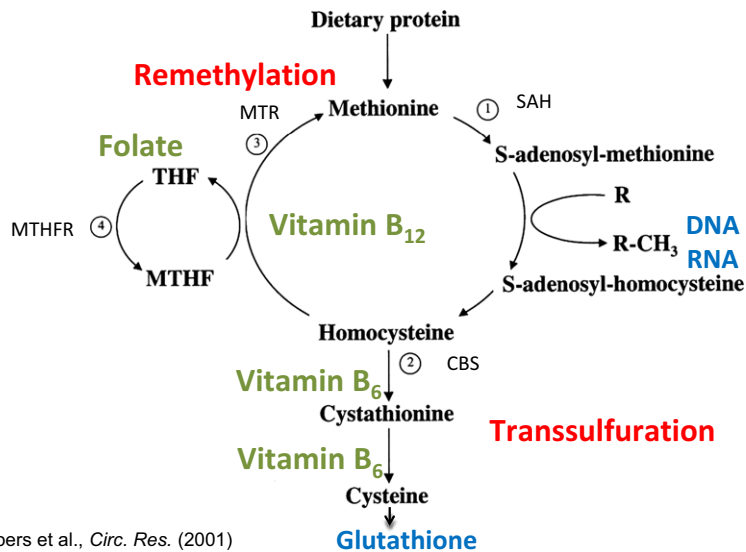 Dietary protein
Remethylation
MTR
Methionine
1
SAH
3
Folate
S-adenosyl-methionine
THF
R
MTHFR
4
Vitamin B12
DNA
R-CH3
RNA
MTHF
S-adenosyl-homocysteine
Homocysteine
2
CBS
Vitamin B6
Cystathionine
Transsulfuration
Vitamin B6
Cysteine
et al., Circ. Res. (2001)
Glutathione